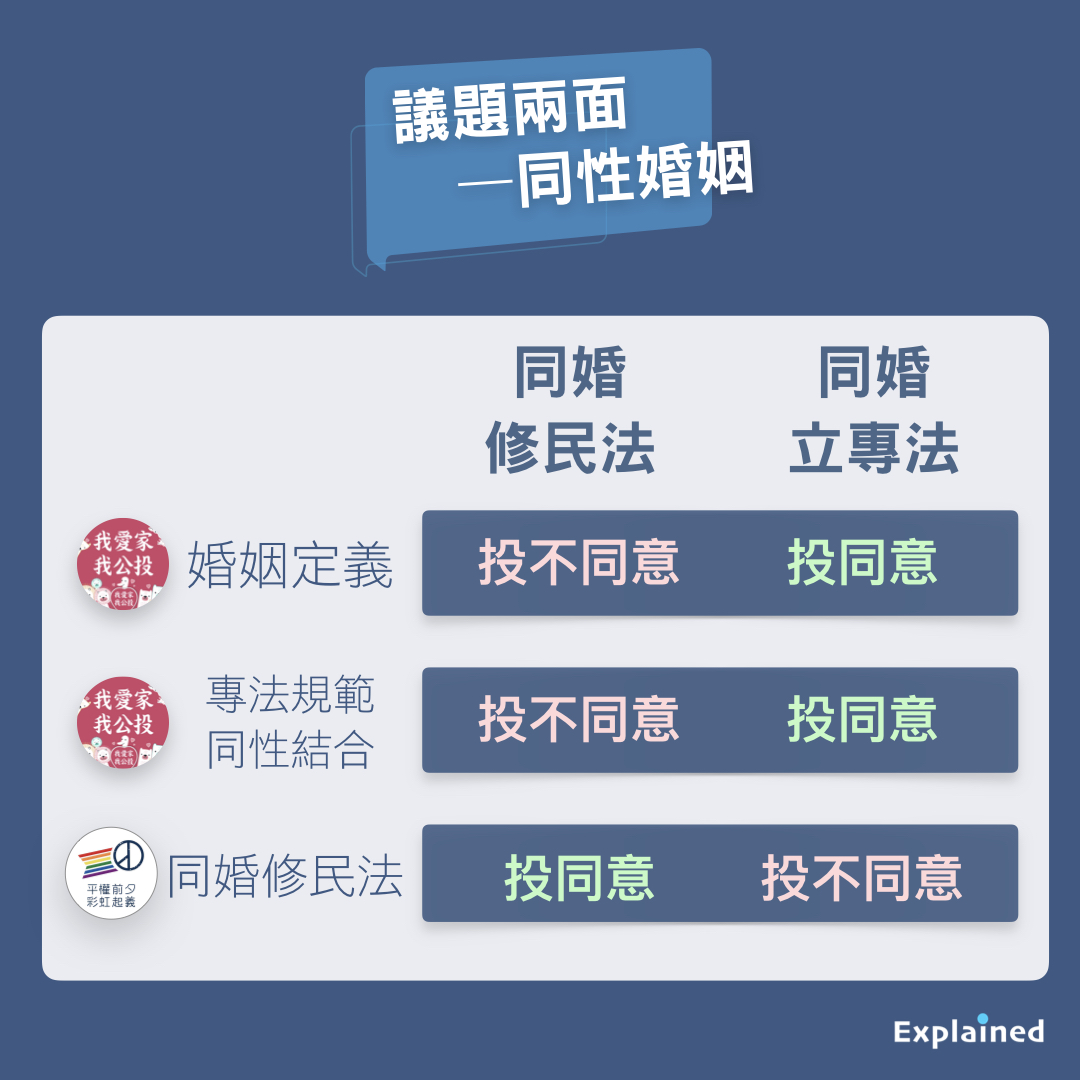 議題兩面
—同性婚姻
同婚
修民法
同婚
立專法
我愛家
我公投
我愛家
我公投
婚姻定義
投不同意
投同意
我愛家
我公投
我愛家
我公投
專法規範
同性結合
投不同意
投同意
平權前夕
彩虹起義
同婚修民法
投同意
投不同意
Explained